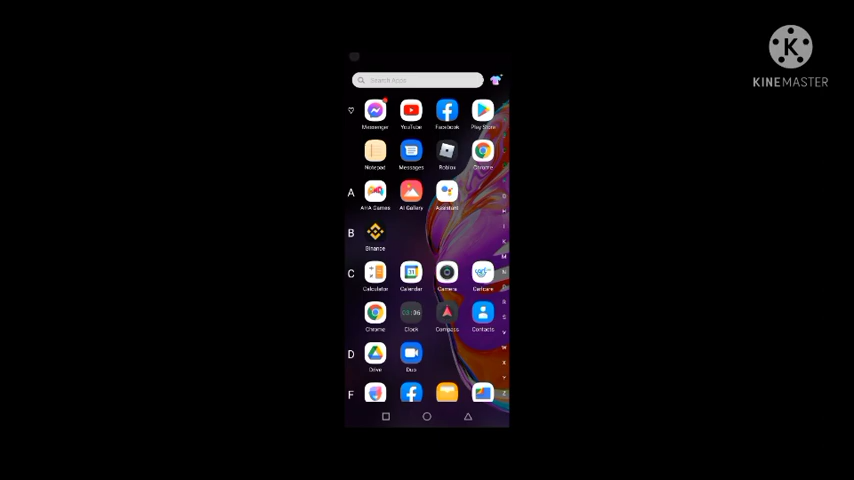 K
KINEMASTER
Search Apps
Messenger YouTube Facebook Play Store
Notepad Messages Roblox Chrome
A
AHA Games AI Gallery Assistant
B
Binance
C
Calculator Calendar Camera Carlcare
Chrome Clock Compass Contacts
D
Drive Duo
F